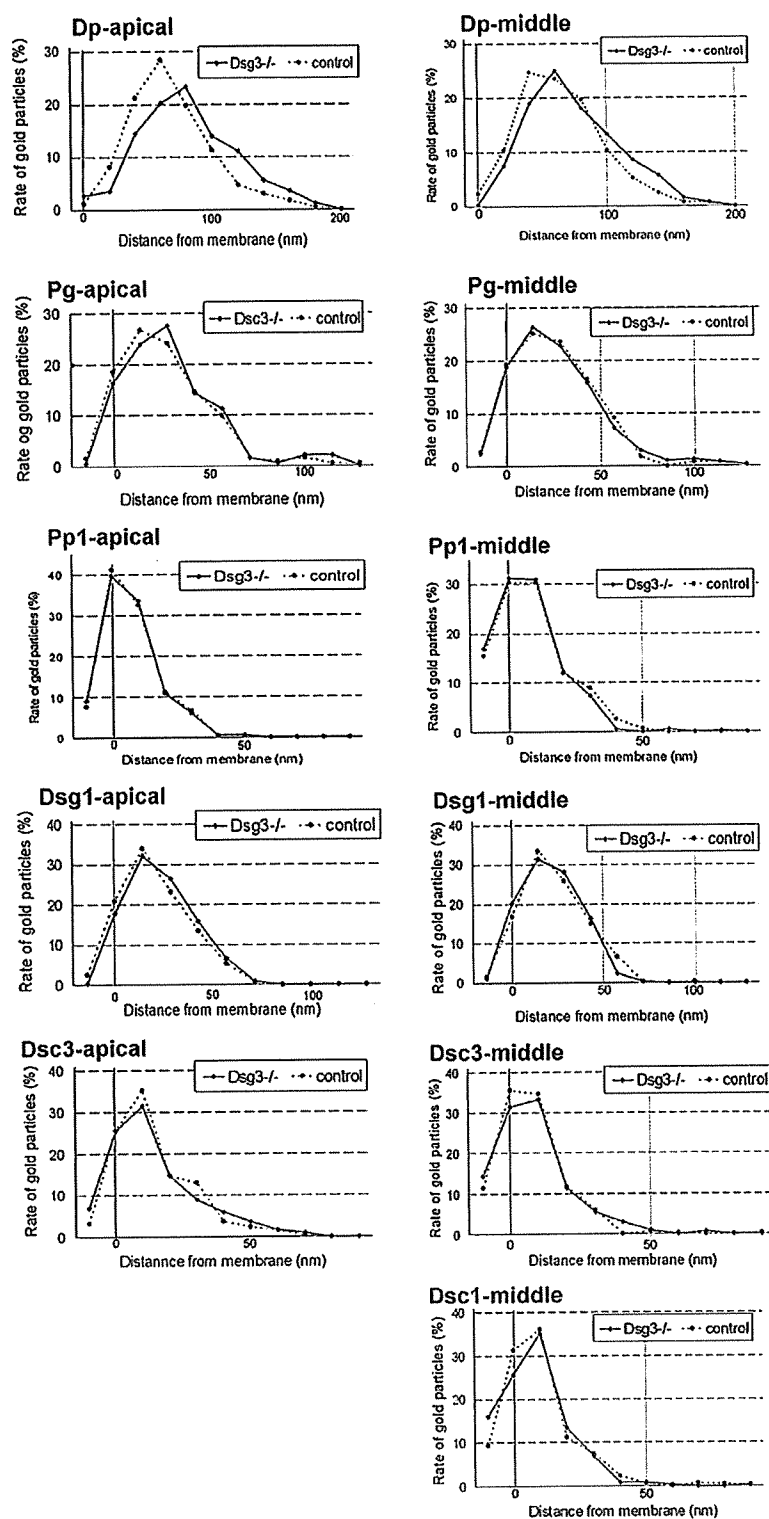 Dp-apical
Dsg3-/- control
Rate of gold particles (%)
30
20
10
0
0 100 200
Distance from membrane (nm)
Dp-middle
Dsg3-/- control
Rate of gold particles (%)
30
20
10
0
0 100 200
Distance from membrane (nm)
Pg-apical
Dsc3-/- control
Rate og gold particles (%)
30
20
10
0
0 50 100
Distance from membrane (nm)
Pg-middle
Dsg3-/- control
Rate of gold particles (%)
30
20
10
0
0 50 100
Distance from membrane (nm)
Pp1-apical
Dsg3-/- control
Rate of gold particles (%)
40
30
20
10
0
0 50
Distance from membrane (nm)
Pp1-middle
Dsg3-/- control
Rate of gold particles (%)
40
30
20
10
0
0 50
Distance from membrane (nm)
Dsg1-apical
Dsg3-/- control
Rate of gold particles (%)
40
30
20
10
0
0 50 100
Distance from membrane (nm)
Dsg1-middle
Dsg3-/- control
Rate of gold particles (%)
40
30
20
10
0
0 50 100
Distance from membrane (nm)
Dsc3-apical
Dsg3-/- control
Rate of gold particles (%)
40
30
20
10
0
0 50
Distannce from membrane (nm)
Dsc3-middle
Dsg3-/- control
Rate of gold particles (%)
40
30
20
10
0
0 50
Distance from membrane (nm)
Dsc1-middle
Dsg3-/- control
Rate of gold particles (%)
40
30
20
10
0
0 50
Distance from membrane (nm)